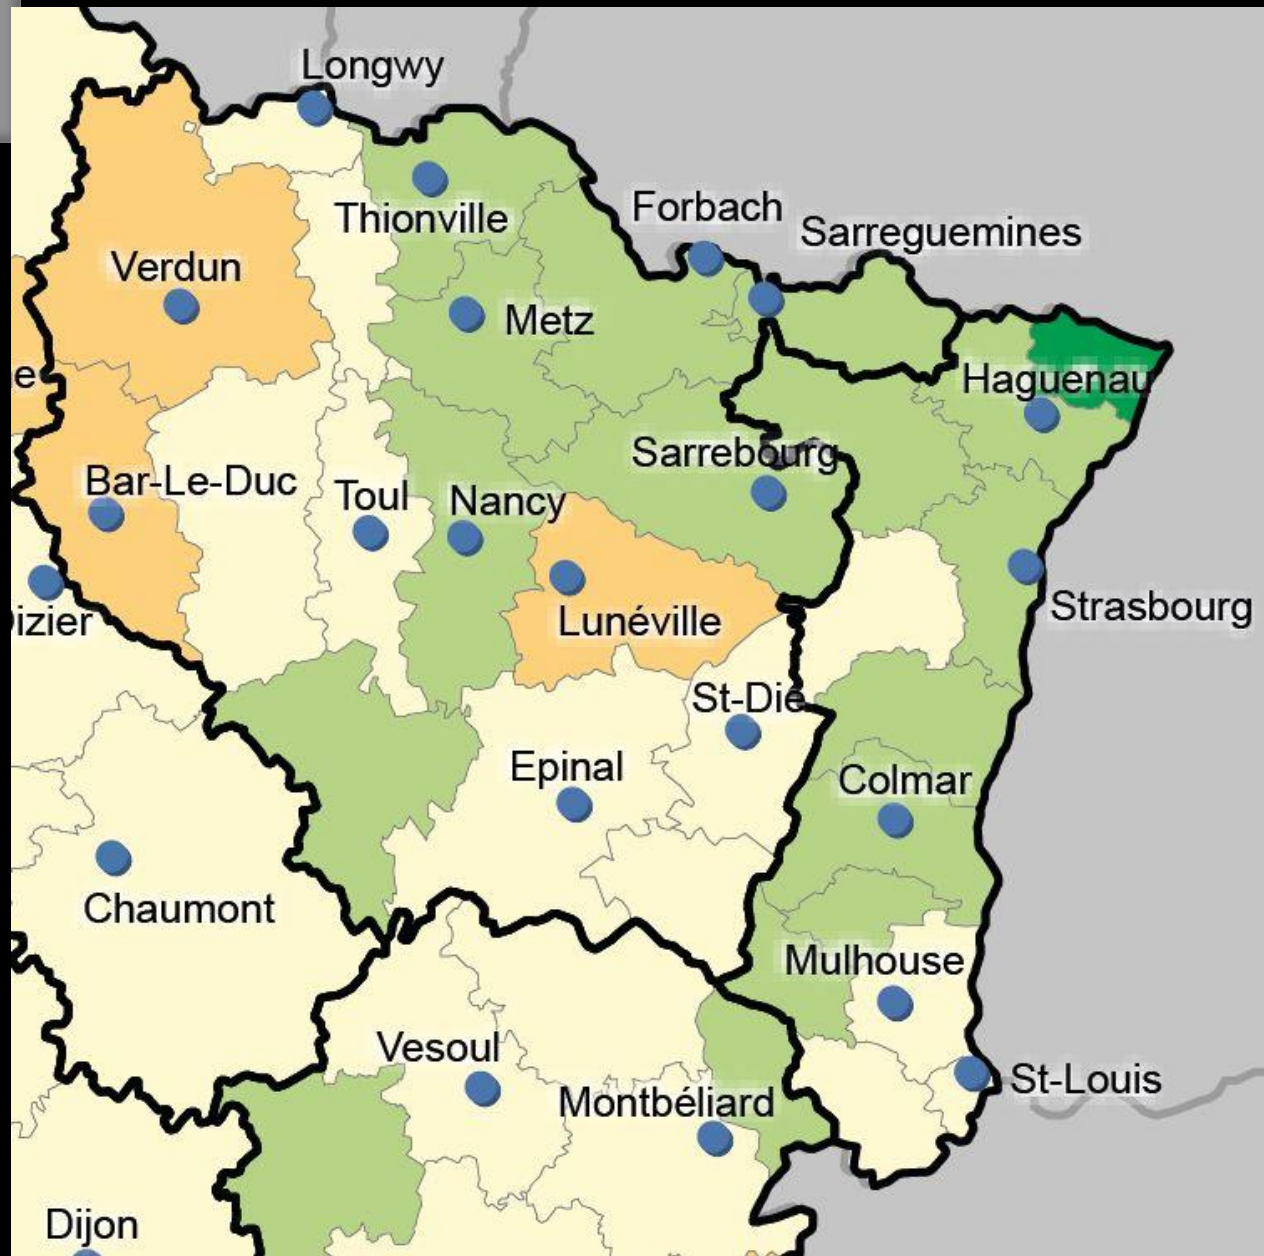 Longwy
Forbach
Thionville
Sarreguemines
Verdun
Metz
e
Haguenau
Sarrebourg
Bar-Le-Duc
Toul
Nancy
Strasbourg
izier
Lunéville
St-Dié
Epinal
Colmar
Chaumont
Mulhouse
Vesoul
St-Louis
Montbéliard
Dijon